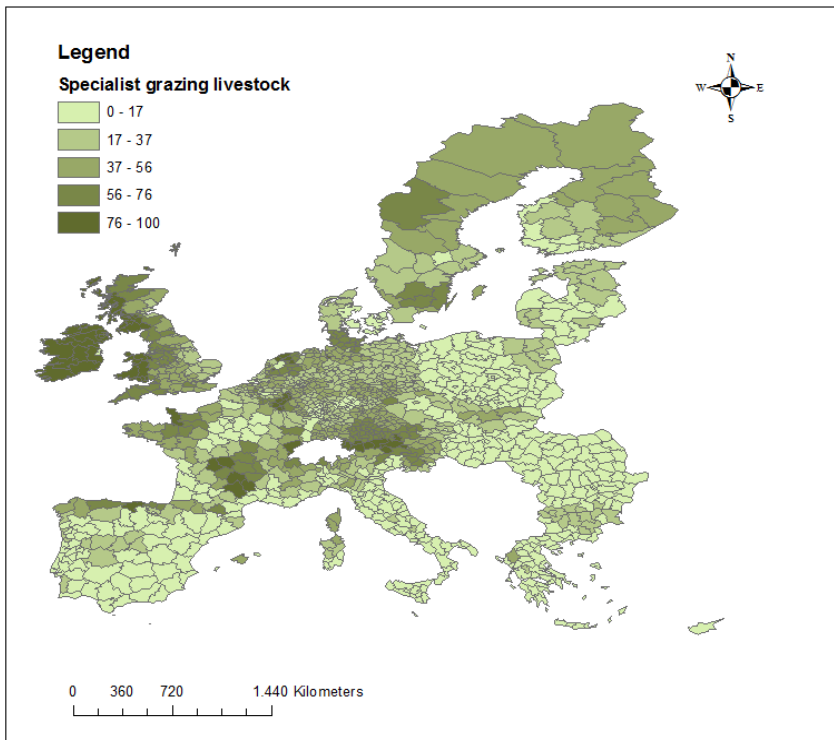 Legend
Specialist grazing livestock
0 - 17
17 - 37
37 - 56
56 - 76
76 - 100
N
W E
S
0 360 720 1.440 Kilometers